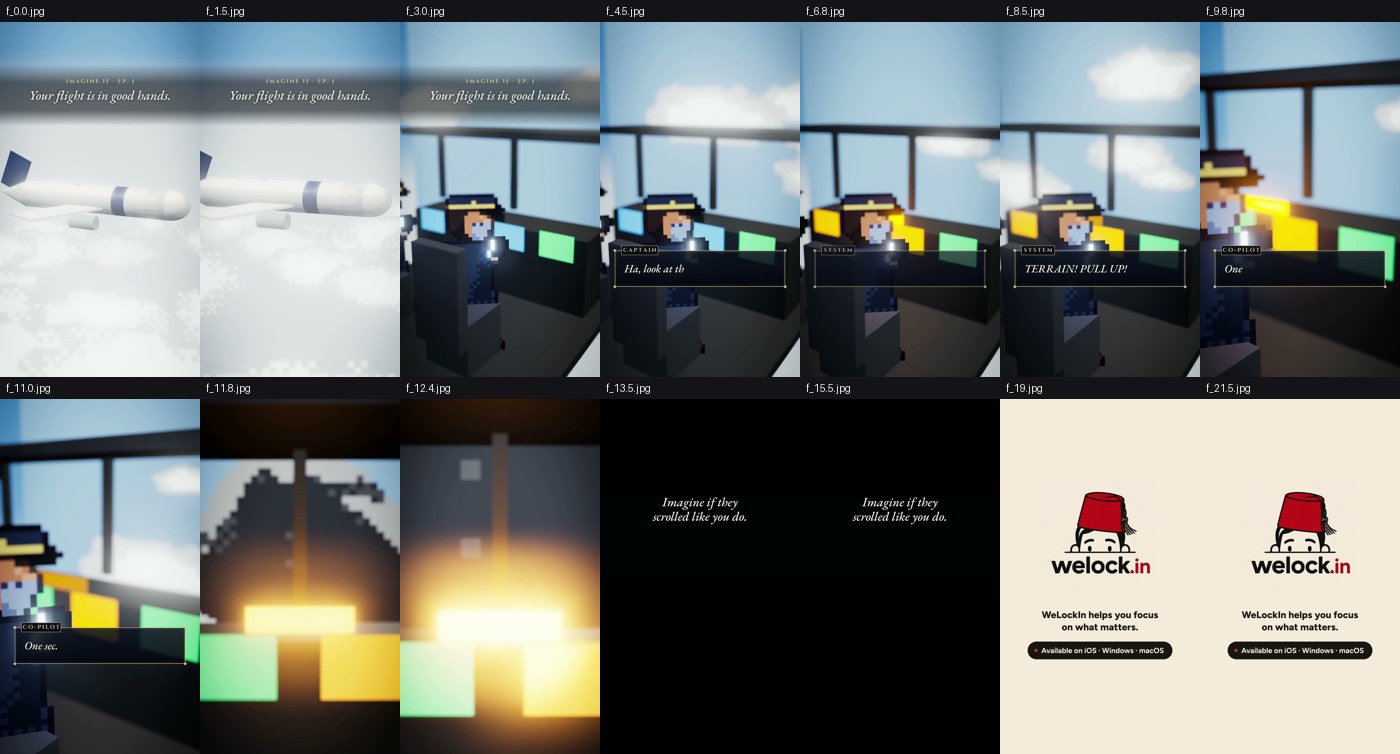 f_0.0.jpg
f_1.5.jpg
f_3.0.jpg
f_4.5.jpg
f_6.8.jpg
f_8.5.jpg
f_9.8.jpg
IMAGINE IF · EP. 1
Your flight is in good hands.
IMAGINE IF · EP. 1
Your flight is in good hands.
IMAGINE IF · EP. 1
Your flight is in good hands.
CAPTAIN
Ha, look at th
SYSTEM
SYSTEM
TERRAIN! PULL UP!
CO-PILOT
One
f_11.0.jpg
f_11.8.jpg
f_12.4.jpg
f_13.5.jpg
f_15.5.jpg
f_19.jpg
f_21.5.jpg
CO-PILOT
One sec.
Imagine if they
scrolled like you do.
Imagine if they
scrolled like you do.
welock.in
WeLockIn helps you focus
on what matters.
Available on iOS · Windows · macOS
welock.in
WeLockIn helps you focus
on what matters.
Available on iOS · Windows · macOS